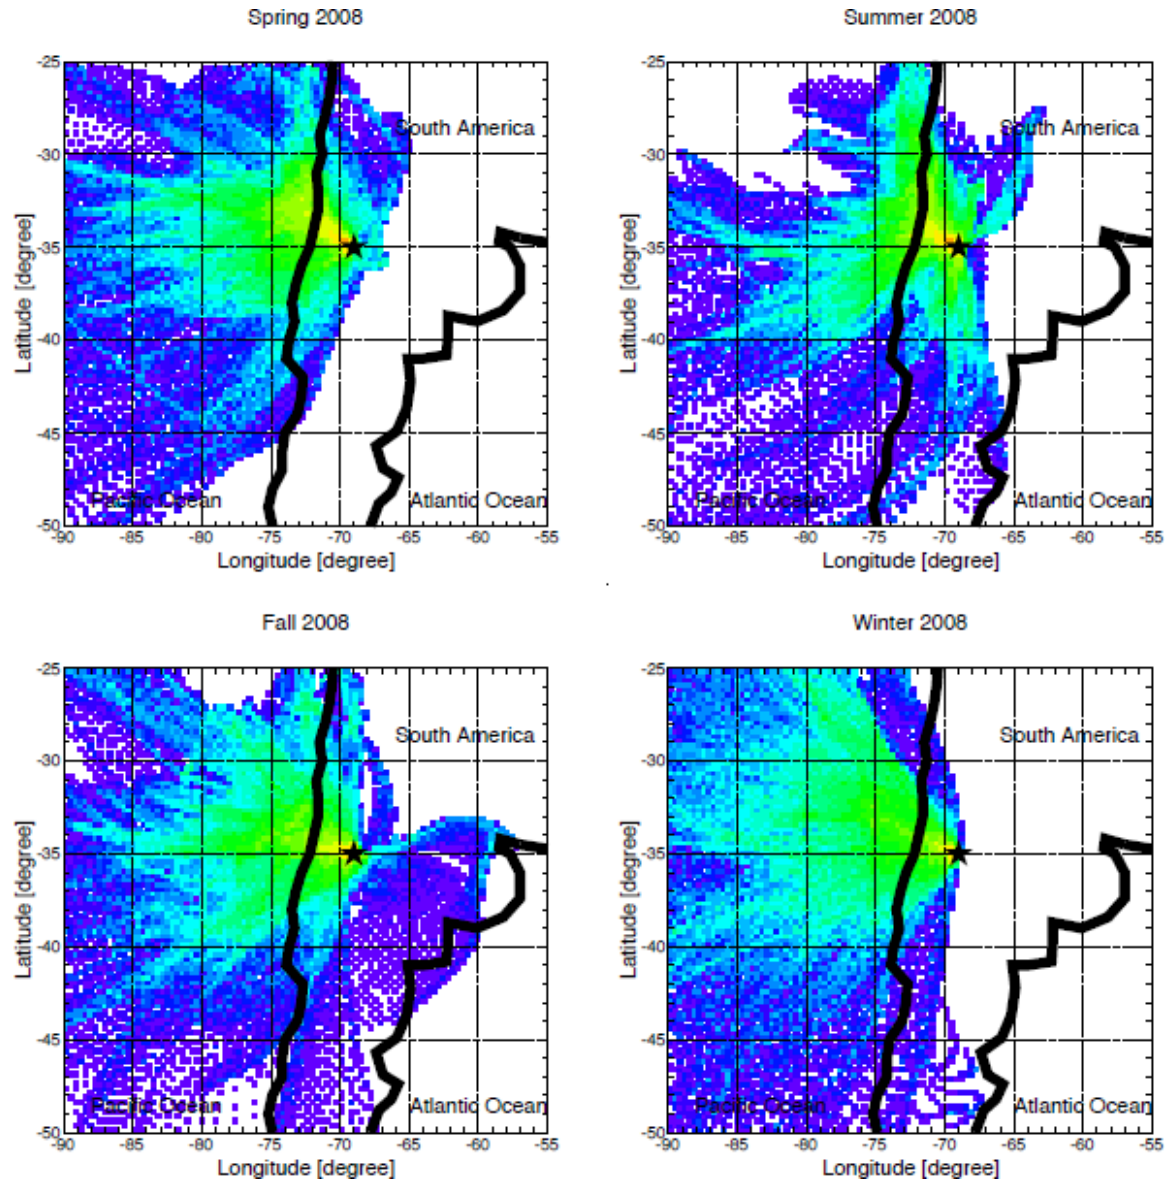 Spring 2008
-25
-30
-35
-40
-45
-50
Latitude [degree]
South America
Pacific Ocean
Atlantic Ocean
-90 -85 -80 -75 -70 -65 -60 -55
Longitude [degree]
Summer 2008
-25
-30
-35
-40
-45
-50
Latitude [degree]
South America
Pacific Ocean
Atlantic Ocean
-90 -85 -80 -75 -70 -65 -60 -55
Longitude [degree]
Fall 2008
-25
-30
-35
-40
-45
-50
Latitude [degree]
South America
Pacific Ocean
Atlantic Ocean
-90 -85 -80 -75 -70 -65 -60 -55
Longitude [degree]
Winter 2008
-25
-30
-35
-40
-45
-50
Latitude [degree]
South America
Pacific Ocean
Atlantic Ocean
-90 -85 -80 -75 -70 -65 -60 -55
Longitude [degree]